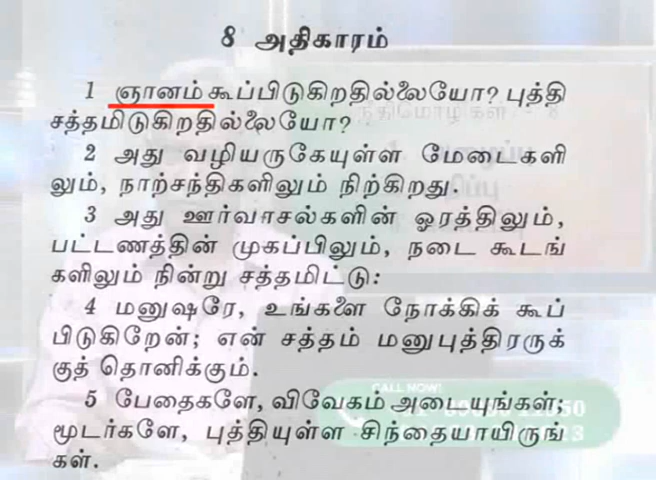 8 அதிகாரம்
1 ஞானம் கூப்பிடுகிறதில்லையோ? புத்தி
சத்தமிடுகிறதில்லையோ?
2 அது வழியருகேயுள்ள மேடைகளி
லும், நாற்சந்திகளிலும் நிற்கிறது.
3 அது ஊர்வாசல்களின் ஓரத்திலும்,
பட்டணத்தின் முகப்பிலும், நடை கூடங்
களிலும் நின்று சத்தமிட்டு:
4 மனுஷரே, உங்களை நோக்கிக் கூப்
பிடுகிறேன்; என் சத்தம் மனுபுத்திரருக்
குத் தொனிக்கும்.
5 பேதைகளே, விவேகம் அடையுங்கள்;
மூடர்களே, புத்தியுள்ள சிந்தையாயிருங்
கள்.
CALL NOW: